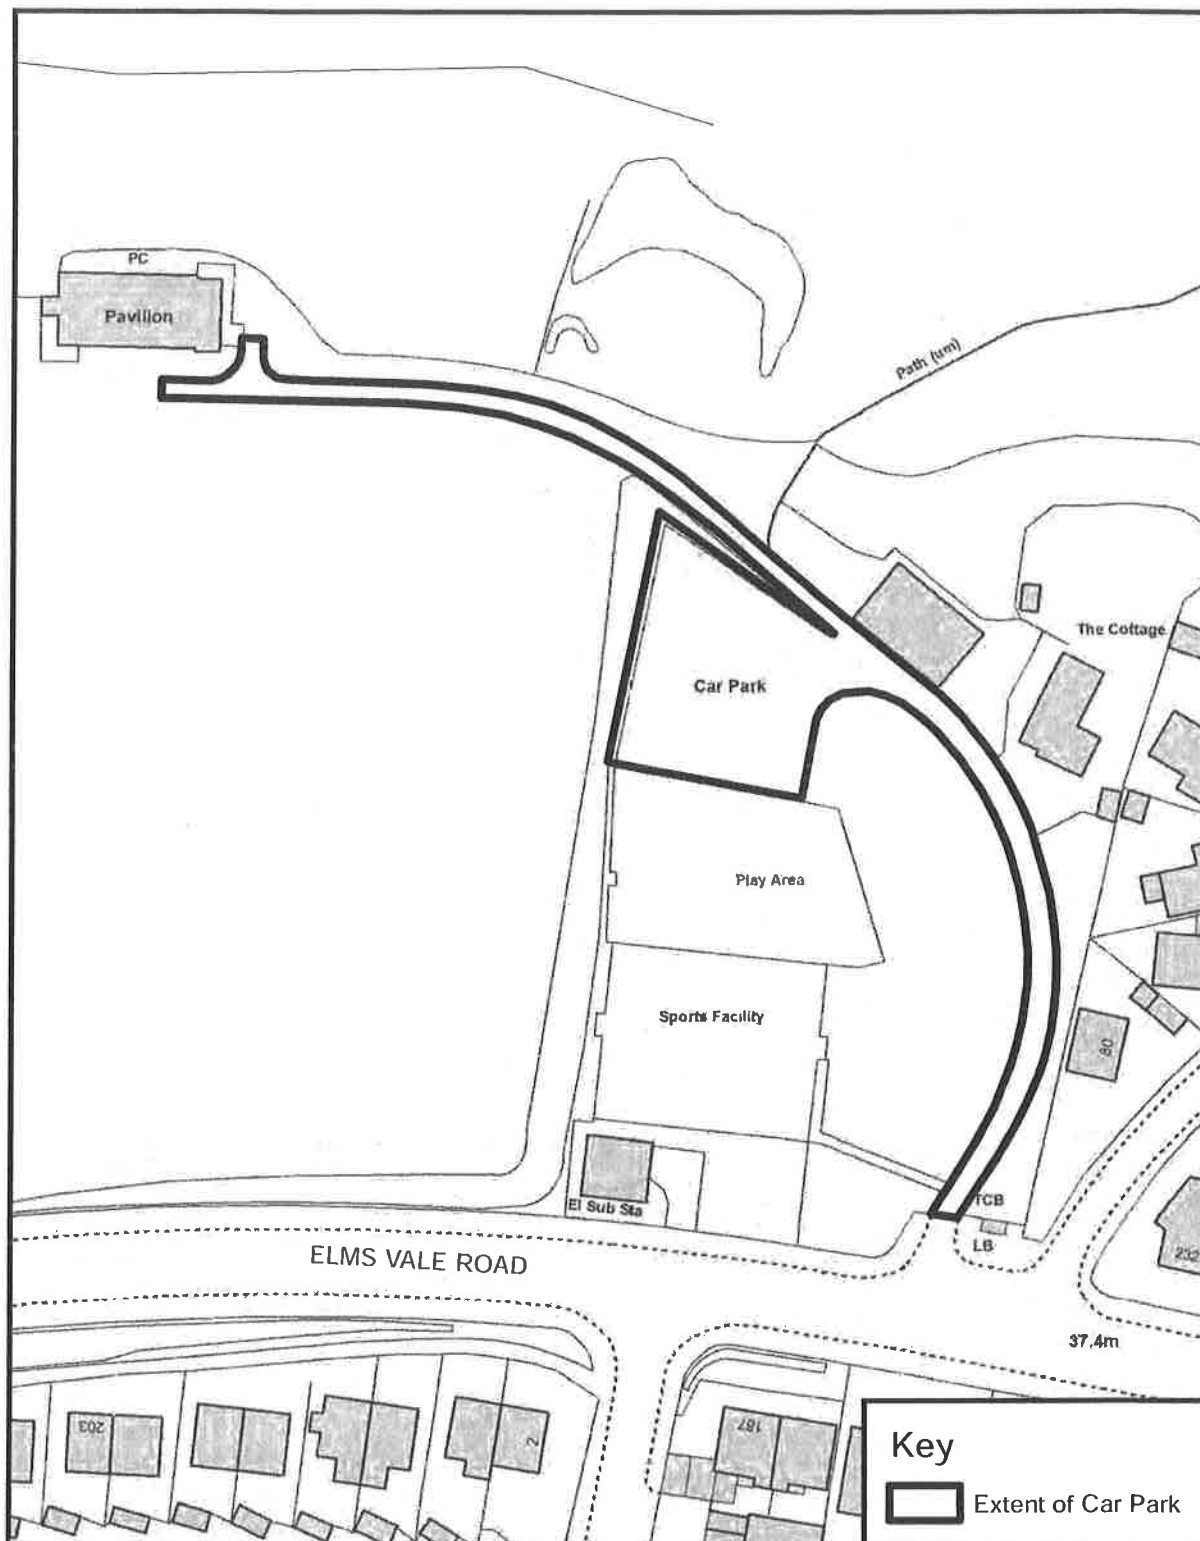 PC
Pavilion
Path (um)
The Cottage
Car Park
Play Area
Sports Facility
80
El Sub Sta
TCB
LB
ELMS VALE ROAD
232
37.4m
203
2
187
Key
Extent of Car Park